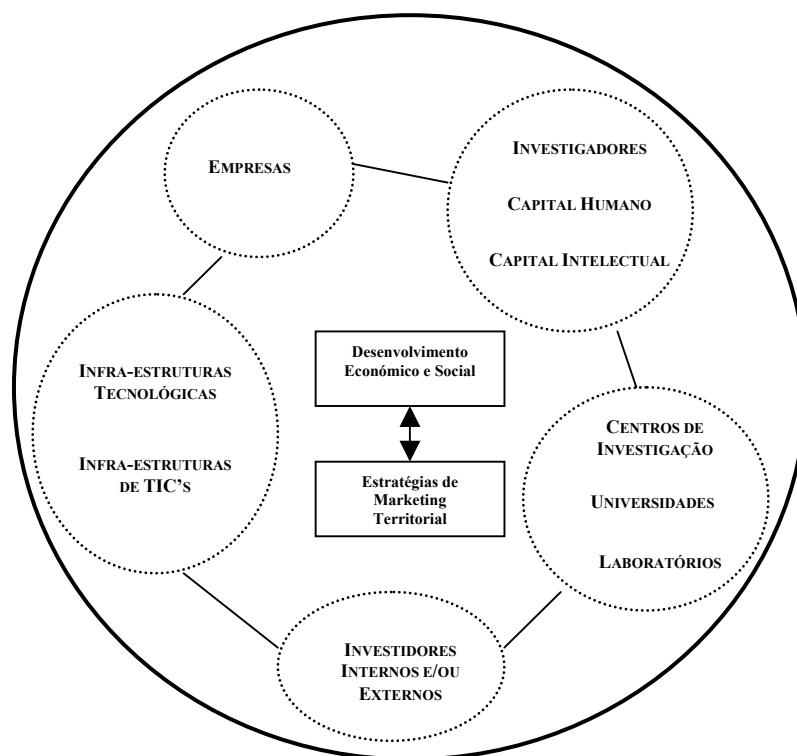 EMPRESAS
INVESTIGADORES
CAPITAL HUMANO
CAPITAL INTELECTUAL
INFRA-ESTRUTURAS
TECNOLÓGICAS
INFRA-ESTRUTURAS
DE TIC'S
Desenvolvimento
Económico e Social
Estratégias de
Marketing
Territorial
CENTROS DE
INVESTIGAÇÃO
UNIVERSIDADES
LABORATÓRIOS
INVESTIDORES
INTERNOS E/OU
EXTERNOS